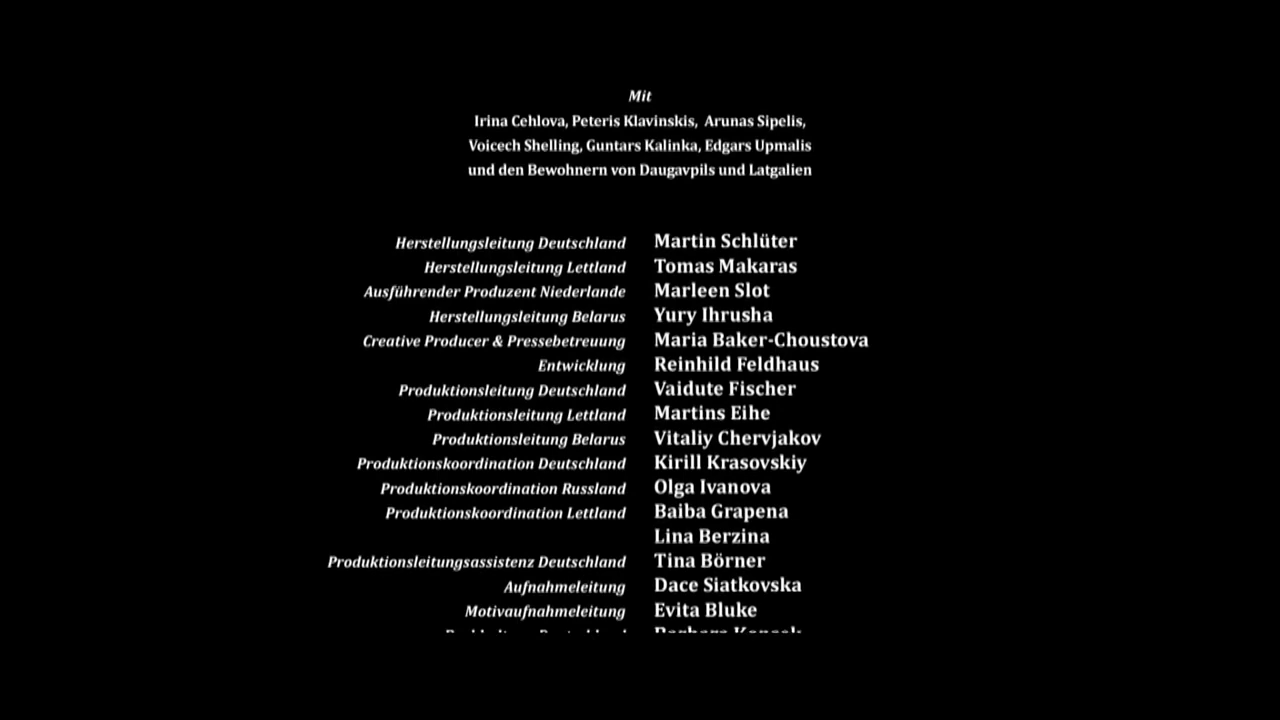 Mit
Irina Cehlova, Peteris Klavinskis, Arunas Sipelis,
Voicech Shelling, Guntars Kalinka, Edgars Upmalis
und den Bewohnern von Daugavpils und Latgalien
Herstellungsleitung Deutschland Martin Schlüter
Herstellungsleitung Lettland Tomas Makaras
Ausführender Produzent Niederlande Marleen Slot
Herstellungsleitung Belarus Yury Ihrusha
Creative Producer & Pressebetreuung Maria Baker-Choustova
Entwicklung Reinhild Feldhaus
Produktionsleitung Deutschland Vaidute Fischer
Produktionsleitung Lettland Martins Eihe
Produktionsleitung Belarus Vitaliy Chervjakov
Produktionskoordination Deutschland Kirill Krasovskiy
Produktionskoordination Russland Olga Ivanova
Produktionskoordination Lettland Baiba Grapena
Lina Berzina
Produktionsleitungsassistenz Deutschland Tina Börner
Aufnahmeleitung Dace Siatkovska
Motivaufnahmeleitung Evita Bluke